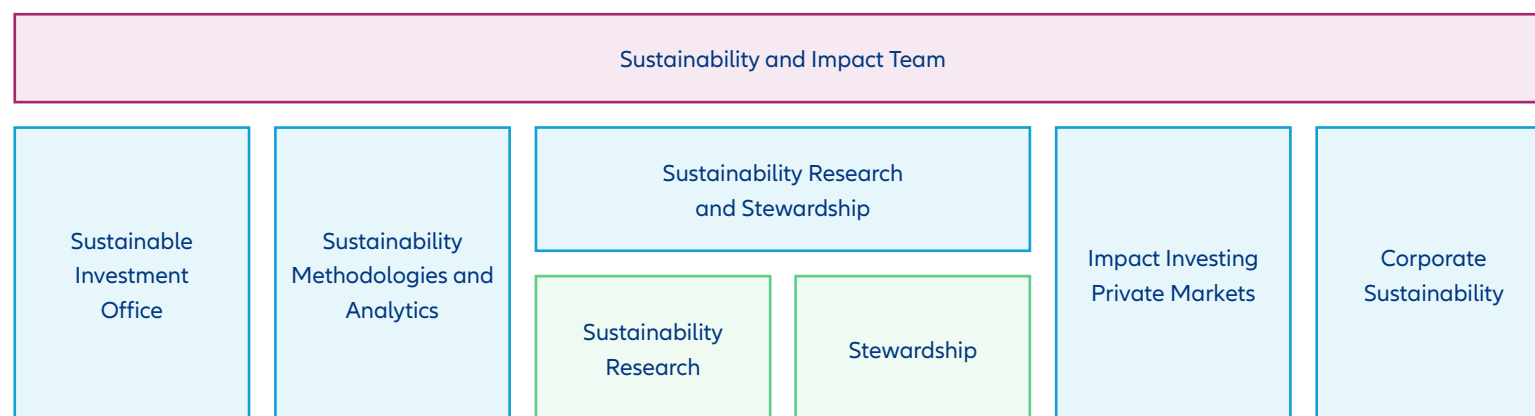 Sustainability and Impact Team
Sustainable
Investment
Office
Sustainability
Methodologies and
Analytics
Sustainability Research
and Stewardship
Sustainability
Research
Stewardship
Impact Investing
Private Markets
Corporate
Sustainability